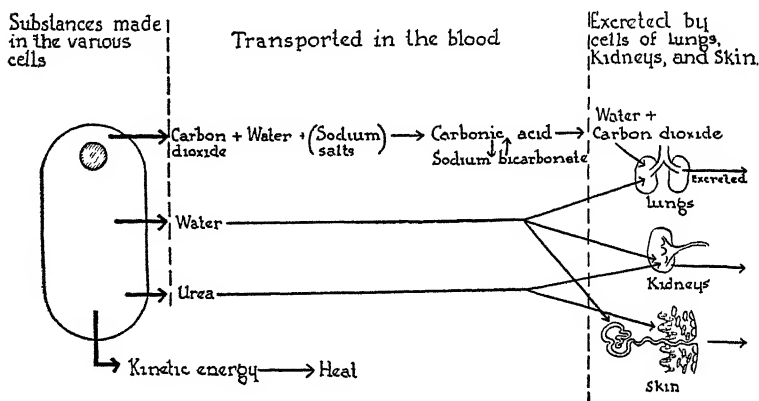 Substances made
in the various
cells
Transported in the blood
Excreted by
cells of lungs,
Kidneys, and Skin.
Carbon + Water + (Sodium salts) → Carbonic acid →
dioxide
Sodium bicarbonate
Water +
Carbon dioxide
Excreted
lungs
Water
Kidneys
Urea
Kinetic energy → Heat
Skin